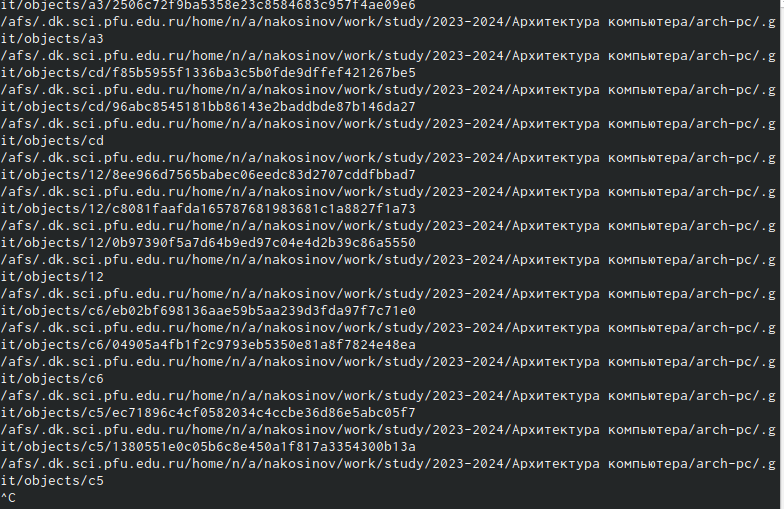 it/objects/a3/2506c72f9ba5358e23c8584683c957f4ae09e6
/afs/.dk.sci.pfu.edu.ru/home/n/a/nakosinov/work/study/2023-2024/Архитектура компьютера/arch-pc/.g
it/objects/a3
/afs/.dk.sci.pfu.edu.ru/home/n/a/nakosinov/work/study/2023-2024/Архитектура компьютера/arch-pc/.g
it/objects/cd/f85b5955f1336ba3c5b0fde9dffef421267be5
/afs/.dk.sci.pfu.edu.ru/home/n/a/nakosinov/work/study/2023-2024/Архитектура компьютера/arch-pc/.g
it/objects/cd/96abc8545181bb86143e2baddbde87b146da27
/afs/.dk.sci.pfu.edu.ru/home/n/a/nakosinov/work/study/2023-2024/Архитектура компьютера/arch-pc/.g
it/objects/cd
/afs/.dk.sci.pfu.edu.ru/home/n/a/nakosinov/work/study/2023-2024/Архитектура компьютера/arch-pc/.g
it/objects/12/8ee966d7565babec06eedc83d2707cddfbbad7
/afs/.dk.sci.pfu.edu.ru/home/n/a/nakosinov/work/study/2023-2024/Архитектура компьютера/arch-pc/.g
it/objects/12/c8081faafda165787681983681c1a8827f1a73
/afs/.dk.sci.pfu.edu.ru/home/n/a/nakosinov/work/study/2023-2024/Архитектура компьютера/arch-pc/.g
it/objects/12/0b97390f5a7d64b9ed97c04e4d2b39c86a5550
/afs/.dk.sci.pfu.edu.ru/home/n/a/nakosinov/work/study/2023-2024/Архитектура компьютера/arch-pc/.g
it/objects/12
/afs/.dk.sci.pfu.edu.ru/home/n/a/nakosinov/work/study/2023-2024/Архитектура компьютера/arch-pc/.g
it/objects/c6/eb02bf698136aae59b5aa239d3fda97f7c71e0
/afs/.dk.sci.pfu.edu.ru/home/n/a/nakosinov/work/study/2023-2024/Архитектура компьютера/arch-pc/.g
it/objects/c6/04905a4fb1f2c9793eb5350e81a8f7824e48ea
/afs/.dk.sci.pfu.edu.ru/home/n/a/nakosinov/work/study/2023-2024/Архитектура компьютера/arch-pc/.g
it/objects/c6
/afs/.dk.sci.pfu.edu.ru/home/n/a/nakosinov/work/study/2023-2024/Архитектура компьютера/arch-pc/.g
it/objects/c5/ec71896c4cf0582034c4ccbe36d86e5abc05f7
/afs/.dk.sci.pfu.edu.ru/home/n/a/nakosinov/work/study/2023-2024/Архитектура компьютера/arch-pc/.g
it/objects/c5/1380551e0c05b6c8e450a1f817a3354300b13a
/afs/.dk.sci.pfu.edu.ru/home/n/a/nakosinov/work/study/2023-2024/Архитектура компьютера/arch-pc/.g
it/objects/c5
^C